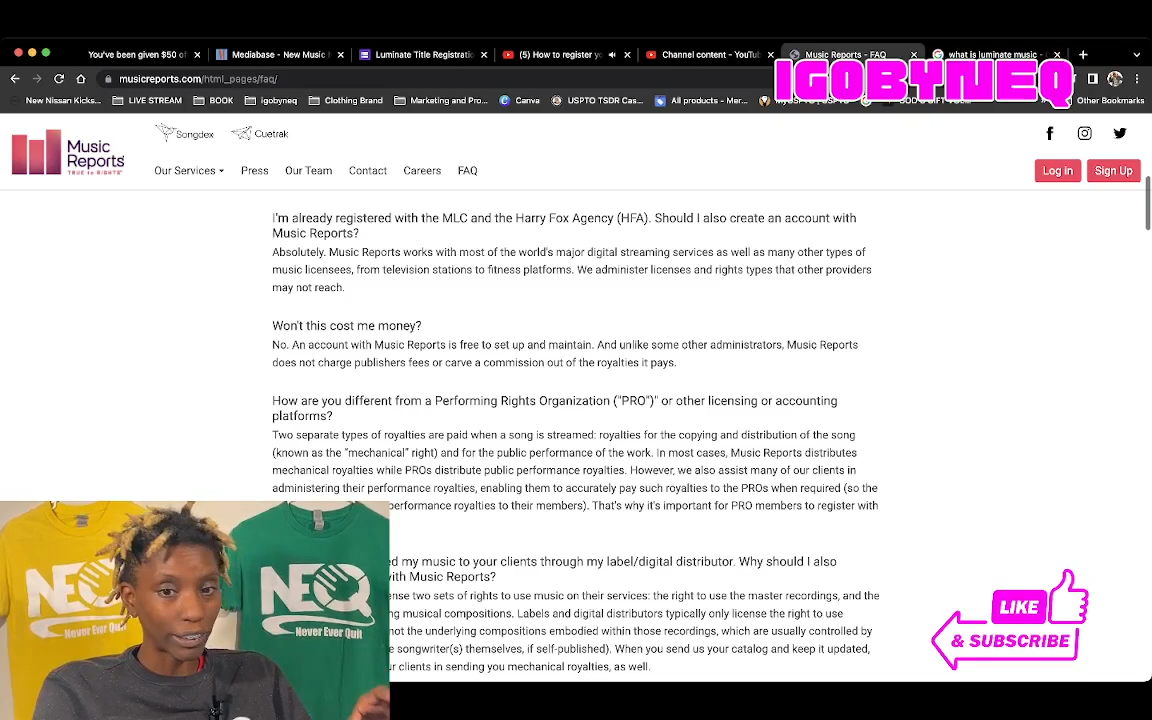 You've been given $50 of
Mediabase - New Music
Luminate Title Registratio
(5) How to register yo
Channel content - YouTub
Music Reports - FAQ
what is luminate music -
IGOBYNEQ
musicreports.com/html_pages/faq/
New Nissan Kicks...
LIVE STREAM
BOOK
igobyneq
Clothing Brand
Marketing and Pro...
Canva
USPTO TSDR Cas...
All products - Mer...
Other Bookmarks
Music Reports
TRUE to RIGHTS
Songdex
Cuetrak
Our Services
Press
Our Team
Contact
Careers
FAQ
Log in
Sign Up
I'm already registered with the MLC and the Harry Fox Agency (HFA). Should I also create an account with
Music Reports?
Absolutely. Music Reports works with most of the world's major digital streaming services as well as many other types of
music licensees, from television stations to fitness platforms. We administer licenses and rights types that other providers
may not reach.
Won't this cost me money?
No. An account with Music Reports is free to set up and maintain. And unlike some other administrators, Music Reports
does not charge publishers fees or carve a commission out of the royalties it pays.
How are you different from a Performing Rights Organization ("PRO")" or other licensing or accounting
platforms?
Two separate types of royalties are paid when a song is streamed: royalties for the copying and distribution of the song
(known as the "mechanical" right) and for the public performance of the work. In most cases, Music Reports distributes
mechanical royalties while PROs distribute public performance royalties. However, we also assist many of our clients in
administering their performance royalties, enabling them to accurately pay such royalties to the PROs when required (so the
performance royalties to their members). That's why it's important for PRO members to register with
my music to your clients through my label/digital distributor. Why should I also
with Music Reports?
two sets of rights to use music on their services: the right to use the master recordings, and the
musical compositions. Labels and digital distributors typically only license the right to use
not the underlying compositions embodied within those recordings, which are usually controlled by
songwriter(s) themselves, if self-published). When you send us your catalog and keep it updated,
clients in sending you mechanical royalties, as well.
NEQ
Never Ever Quit
NEQ
Never Ever Quit
LIKE
& SUBSCRIBE